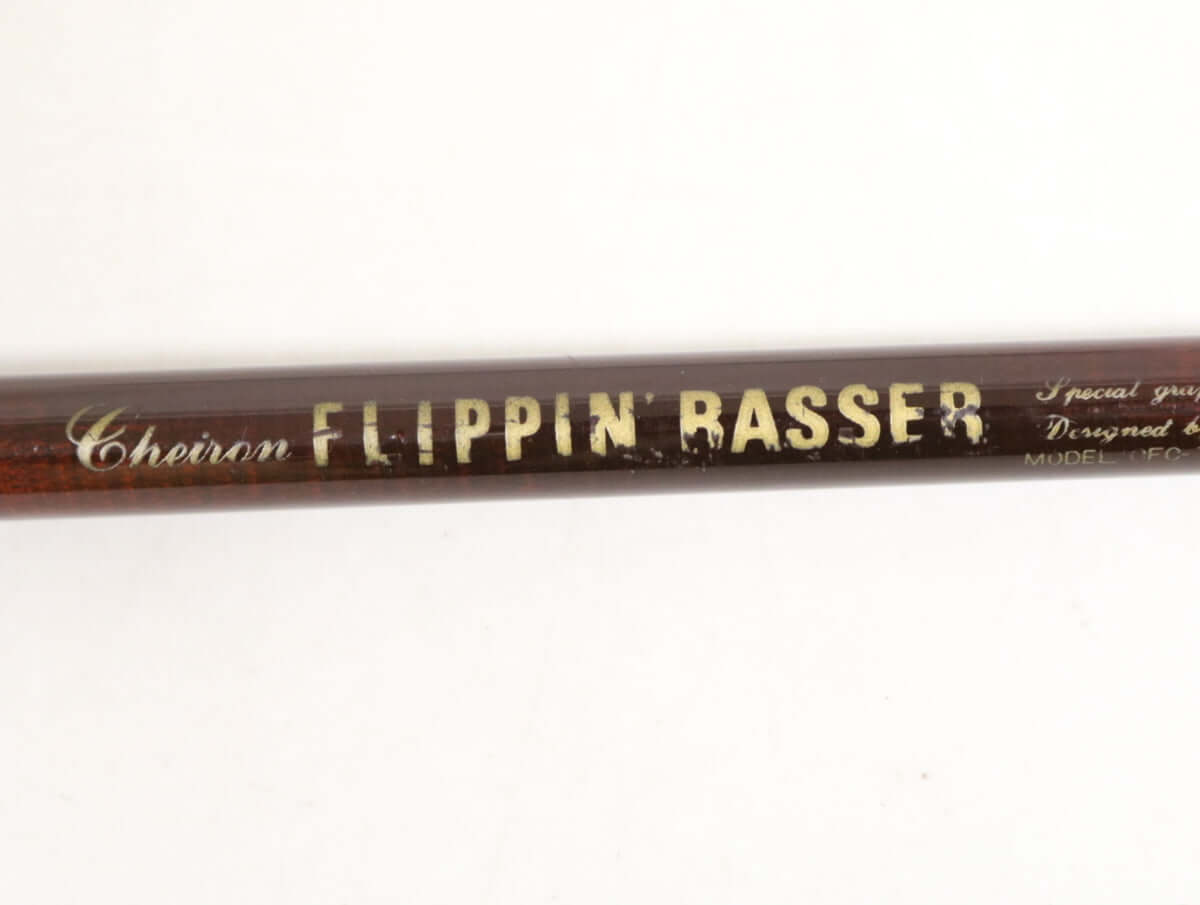 Cheiron FLIPPIN' BASSER
Special
Designed
MODEL